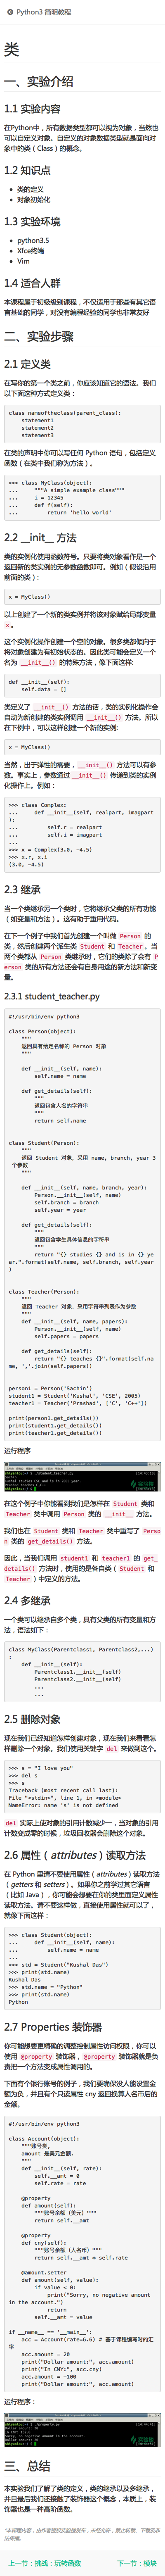 Python3 简明教程
类
一、实验介绍
1.1 实验内容
在Python中，所有数据类型都可以视为对象，当然也
可以自定义对象。自定义的对象数据类型就是面向对
象中的类（Class）的概念。
1.2 知识点
类的定义
对象初始化
1.3 实验环境
python3.5
Xfce终端
Vim
1.4 适合人群
本课程属于初级级别课程，不仅适用于那些有其它语
言基础的同学，对没有编程经验的同学也非常友好
二、实验步骤
2.1 定义类
在写你的第一个类之前，你应该知道它的语法。我们
以下面这种方式定义类：
class nameoftheclass(parent_class):
statement1
statement2
statement3
在类的声明中你可以写任何 Python 语句，包括定义
函数（在类中我们称为方法）。
>>> class MyClass(object):
... """A simple example class"""
... i = 12345
... def f(self):
... return 'hello world'
2.2 __init__ 方法
类的实例化使用函数符号。只要将类对象看作是一个
返回新的类实例的无参数函数即可。例如（假设沿用
前面的类）：
x = MyClass()
以上创建了一个新的类实例并将该对象赋给局部变量
x 。
这个实例化操作创建一个空的对象。很多类都倾向于
将对象创建为有初始状态的。因此类可能会定义一个
名为 __init__() 的特殊方法，像下面这样:
def __init__(self):
self.data = []
类定义了 __init__() 方法的话，类的实例化操作会
自动为新创建的类实例调用 __init__() 方法。所以
在下例中，可以这样创建一个新的实例:
x = MyClass()
当然，出于弹性的需要， __init__() 方法可以有参
数。事实上，参数通过 __init__() 传递到类的实例
化操作上。例如：
>>> class Complex:
... def __init__(self, realpart, imagpart
):
... self.r = realpart
... self.i = imagpart
...
>>> x = Complex(3.0, -4.5)
>>> x.r, x.i
(3.0, -4.5)
2.3 继承
当一个类继承另一个类时，它将继承父类的所有功能
（如变量和方法）。这有助于重用代码。
在下一个例子中我们首先创建一个叫做 Person 的
类，然后创建两个派生类 Student 和 Teacher 。当
两个类都从 Person 类继承时，它们的类除了会有 P
erson 类的所有方法还会有自身用途的新方法和新变
量。
2.3.1 student_teacher.py
#!/usr/bin/env python3
class Person(object):
"""
返回具有给定名称的 Person 对象
"""
def __init__(self, name):
self.name = name
def get_details(self):
"""
返回包含人名的字符串
"""
return self.name
class Student(Person):
"""
返回 Student 对象，采用 name, branch, year 3
个参数
"""
def __init__(self, name, branch, year):
Person.__init__(self, name)
self.branch = branch
self.year = year
def get_details(self):
"""
返回包含学生具体信息的字符串
"""
return "{} studies {} and is in {} ye
ar.".format(self.name, self.branch, self.year
)
class Teacher(Person):
"""
返回 Teacher 对象，采用字符串列表作为参数
"""
def __init__(self, name, papers):
Person.__init__(self, name)
self.papers = papers
def get_details(self):
return "{} teaches {}".format(self.na
me, ','.join(self.papers))
person1 = Person('Sachin')
student1 = Student('Kushal', 'CSE', 2005)
teacher1 = Teacher('Prashad', ['C', 'C++'])
print(person1.get_details())
print(student1.get_details())
print(teacher1.get_details())
运行程序
在这个例子中你能看到我们是怎样在 Student 类和
Teacher 类中调用 Person 类的 __init__ 方法。
我们也在 Student 类和 Teacher 类中重写了 Perso
n 类的 get_details() 方法。
因此，当我们调用 student1 和 teacher1 的 get_
details() 方法时，使用的是各自类（ Student 和
Teacher ）中定义的方法。
2.4 多继承
一个类可以继承自多个类，具有父类的所有变量和方
法，语法如下：
class MyClass(Parentclass1, Parentclass2,...)
:
def __init__(self):
Parentclass1.__init__(self)
Parentclass2.__init__(self)
...
...
2.5 删除对象
现在我们已经知道怎样创建对象，现在我们来看看怎
样删除一个对象。我们使用关键字 del 来做到这个。
>>> s = "I love you"
>>> del s
>>> s
Traceback (most recent call last):
File "<stdin>", line 1, in <module>
NameError: name 's' is not defined
del 实际上使对象的引用计数减少一，当对象的引用
计数变成零的时候，垃圾回收器会删除这个对象。
2.6 属性（attributes）读取方法
在 Python 里请不要使用属性（attributes）读取方法
（getters 和 setters）。如果你之前学过其它语言
（比如 Java），你可能会想要在你的类里面定义属性
读取方法。请不要这样做，直接使用属性就可以了，
就像下面这样：
>>> class Student(object):
... def __init__(self, name):
... self.name = name
...
>>> std = Student("Kushal Das")
>>> print(std.name)
Kushal Das
>>> std.name = "Python"
>>> print(std.name)
Python
2.7 Properties 装饰器
你可能想要更精确的调整控制属性访问权限，你可以
使用 @property 装饰器， @property 装饰器就是负
责把一个方法变成属性调用的。
下面有个银行账号的例子，我们要确保没人能设置金
额为负，并且有个只读属性 cny 返回换算人名币后的
金额。
#!/usr/bin/env python3
class Account(object):
"""账号类,
amount 是美元金额.
"""
def __init__(self, rate):
self.__amt = 0
self.rate = rate
@property
def amount(self):
"""账号余额（美元）"""
return self.__amt
@property
def cny(self):
"""账号余额（人名币）"""
return self.__amt * self.rate
@amount.setter
def amount(self, value):
if value < 0:
print("Sorry, no negative amount
in the account.")
return
self.__amt = value
if __name__ == '__main__':
acc = Account(rate=6.6) # 基于课程编写时的汇
率
acc.amount = 20
print("Dollar amount:", acc.amount)
print("In CNY:", acc.cny)
acc.amount = -100
print("Dollar amount:", acc.amount)
运行程序：
三、总结
本实验我们了解了类的定义，类的继承以及多继承，
并且最后我们还接触了装饰器这个概念，本质上，装
饰器也是一种高阶函数。
上一节：挑战：玩转函数
下一节：模块